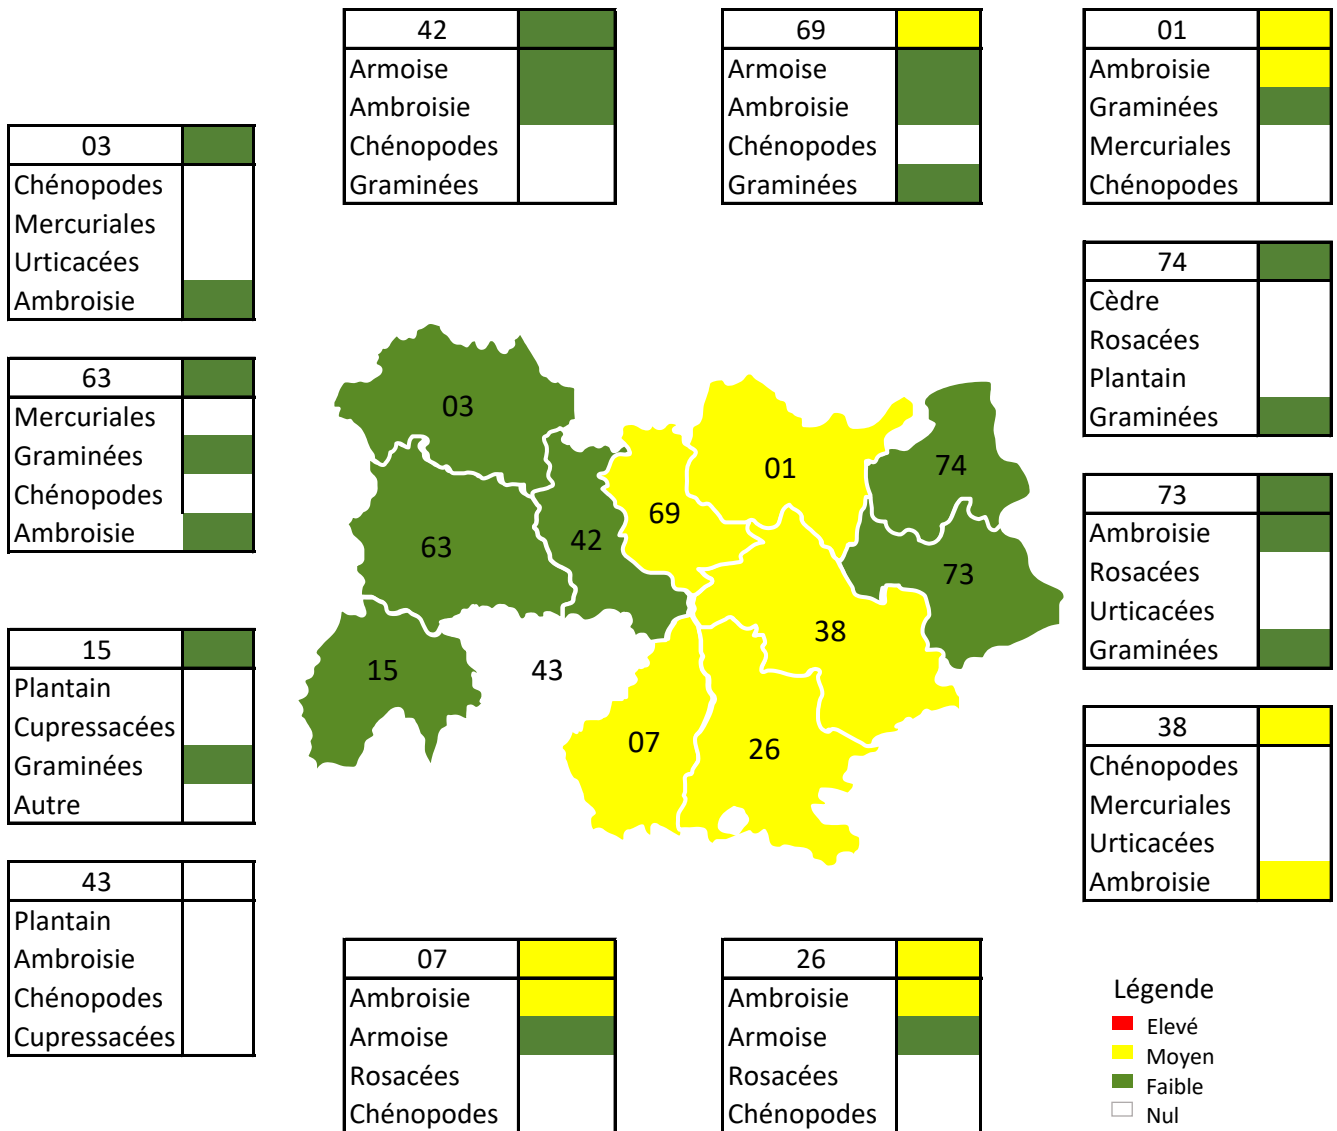 42
Armoise
Ambroisie
Chénopodes
Graminées
69
Armoise
Ambroisie
Chénopodes
Graminées
01
Ambroisie
Graminées
Mercuriales
Chénopodes
03
Chénopodes
Mercuriales
Urticacées
Ambroisie
74
Cèdre
Rosacées
Plantain
Graminées
63
Mercuriales
Graminées
Chénopodes
Ambroisie
73
Ambroisie
Rosacées
Urticacées
Graminées
15
Plantain
Cupressacées
Graminées
Autre
38
Chénopodes
Mercuriales
Urticacées
Ambroisie
43
Plantain
Ambroisie
Chénopodes
Cupressacées
03
01
74
69
63
42
73
38
15
43
07
26
07
Ambroisie
Armoise
Rosacées
Chénopodes
26
Ambroisie
Armoise
Rosacées
Chénopodes
Légende
Elevé
Moyen
Faible
Nul